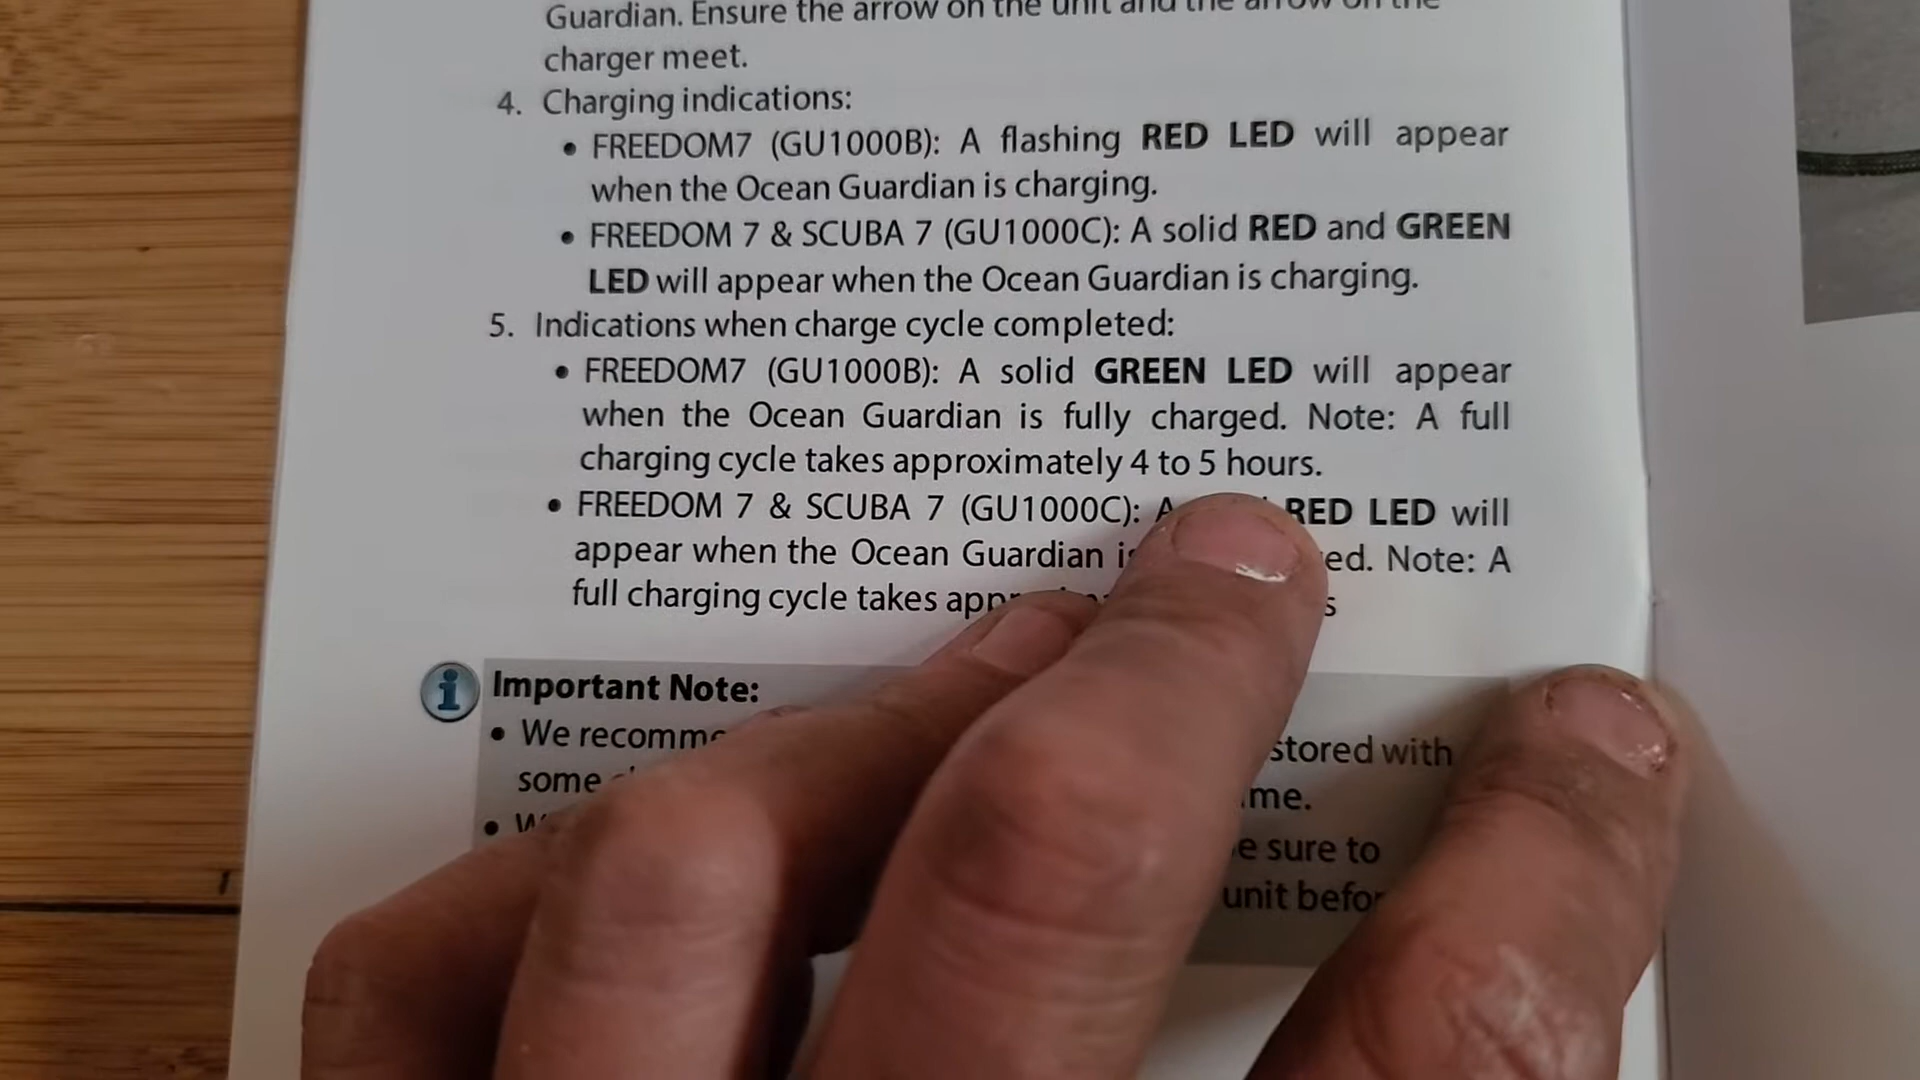 Guardian. Ensure the arrow on the unit and the arrow on the
charger meet.
4. Charging indications:
• FREEDOM7 (GU1000B): A flashing RED LED will appear
when the Ocean Guardian is charging.
• FREEDOM 7 & SCUBA 7 (GU1000C): A solid RED and GREEN
LED will appear when the Ocean Guardian is charging.
5. Indications when charge cycle completed:
• FREEDOM7 (GU1000B): A solid GREEN LED will appear
when the Ocean Guardian is fully charged. Note: A full
charging cycle takes approximately 4 to 5 hours.
• FREEDOM 7 & SCUBA 7 (GU1000C): A RED LED will
appear when the Ocean Guardian Note: A
full charging cycle takes
i Important Note:
• We stored with
some
• sure to
unit